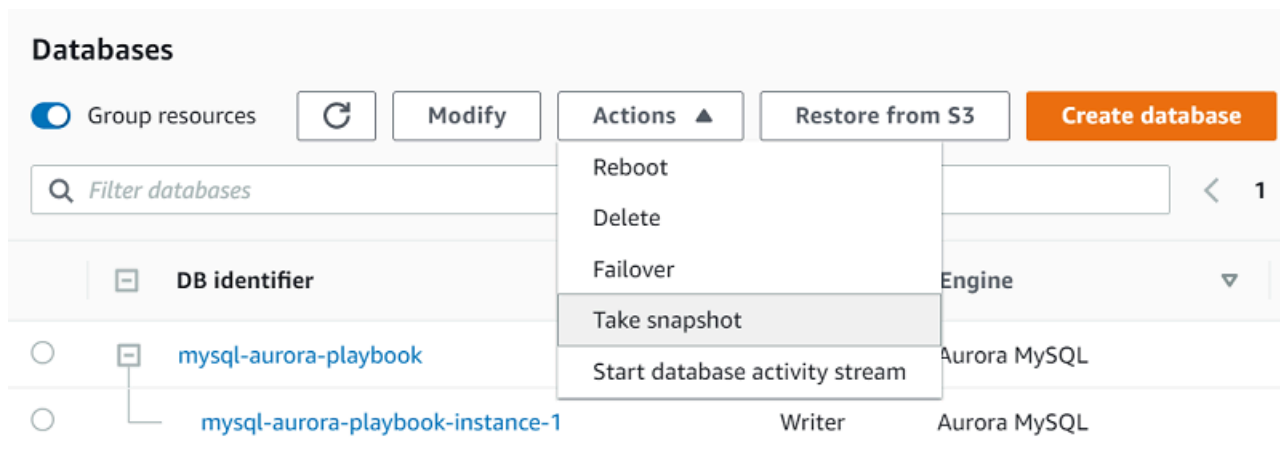 Databases
Group resources Modify Actions Restore from S3 Create database
Reboot
Filter databases 1
Delete
Failover
DB identifier Engine
Take snapshot
mysql-aurora-playbook Aurora MySQL
Start database activity stream
mysql-aurora-playbook-instance-1 Writer Aurora MySQL